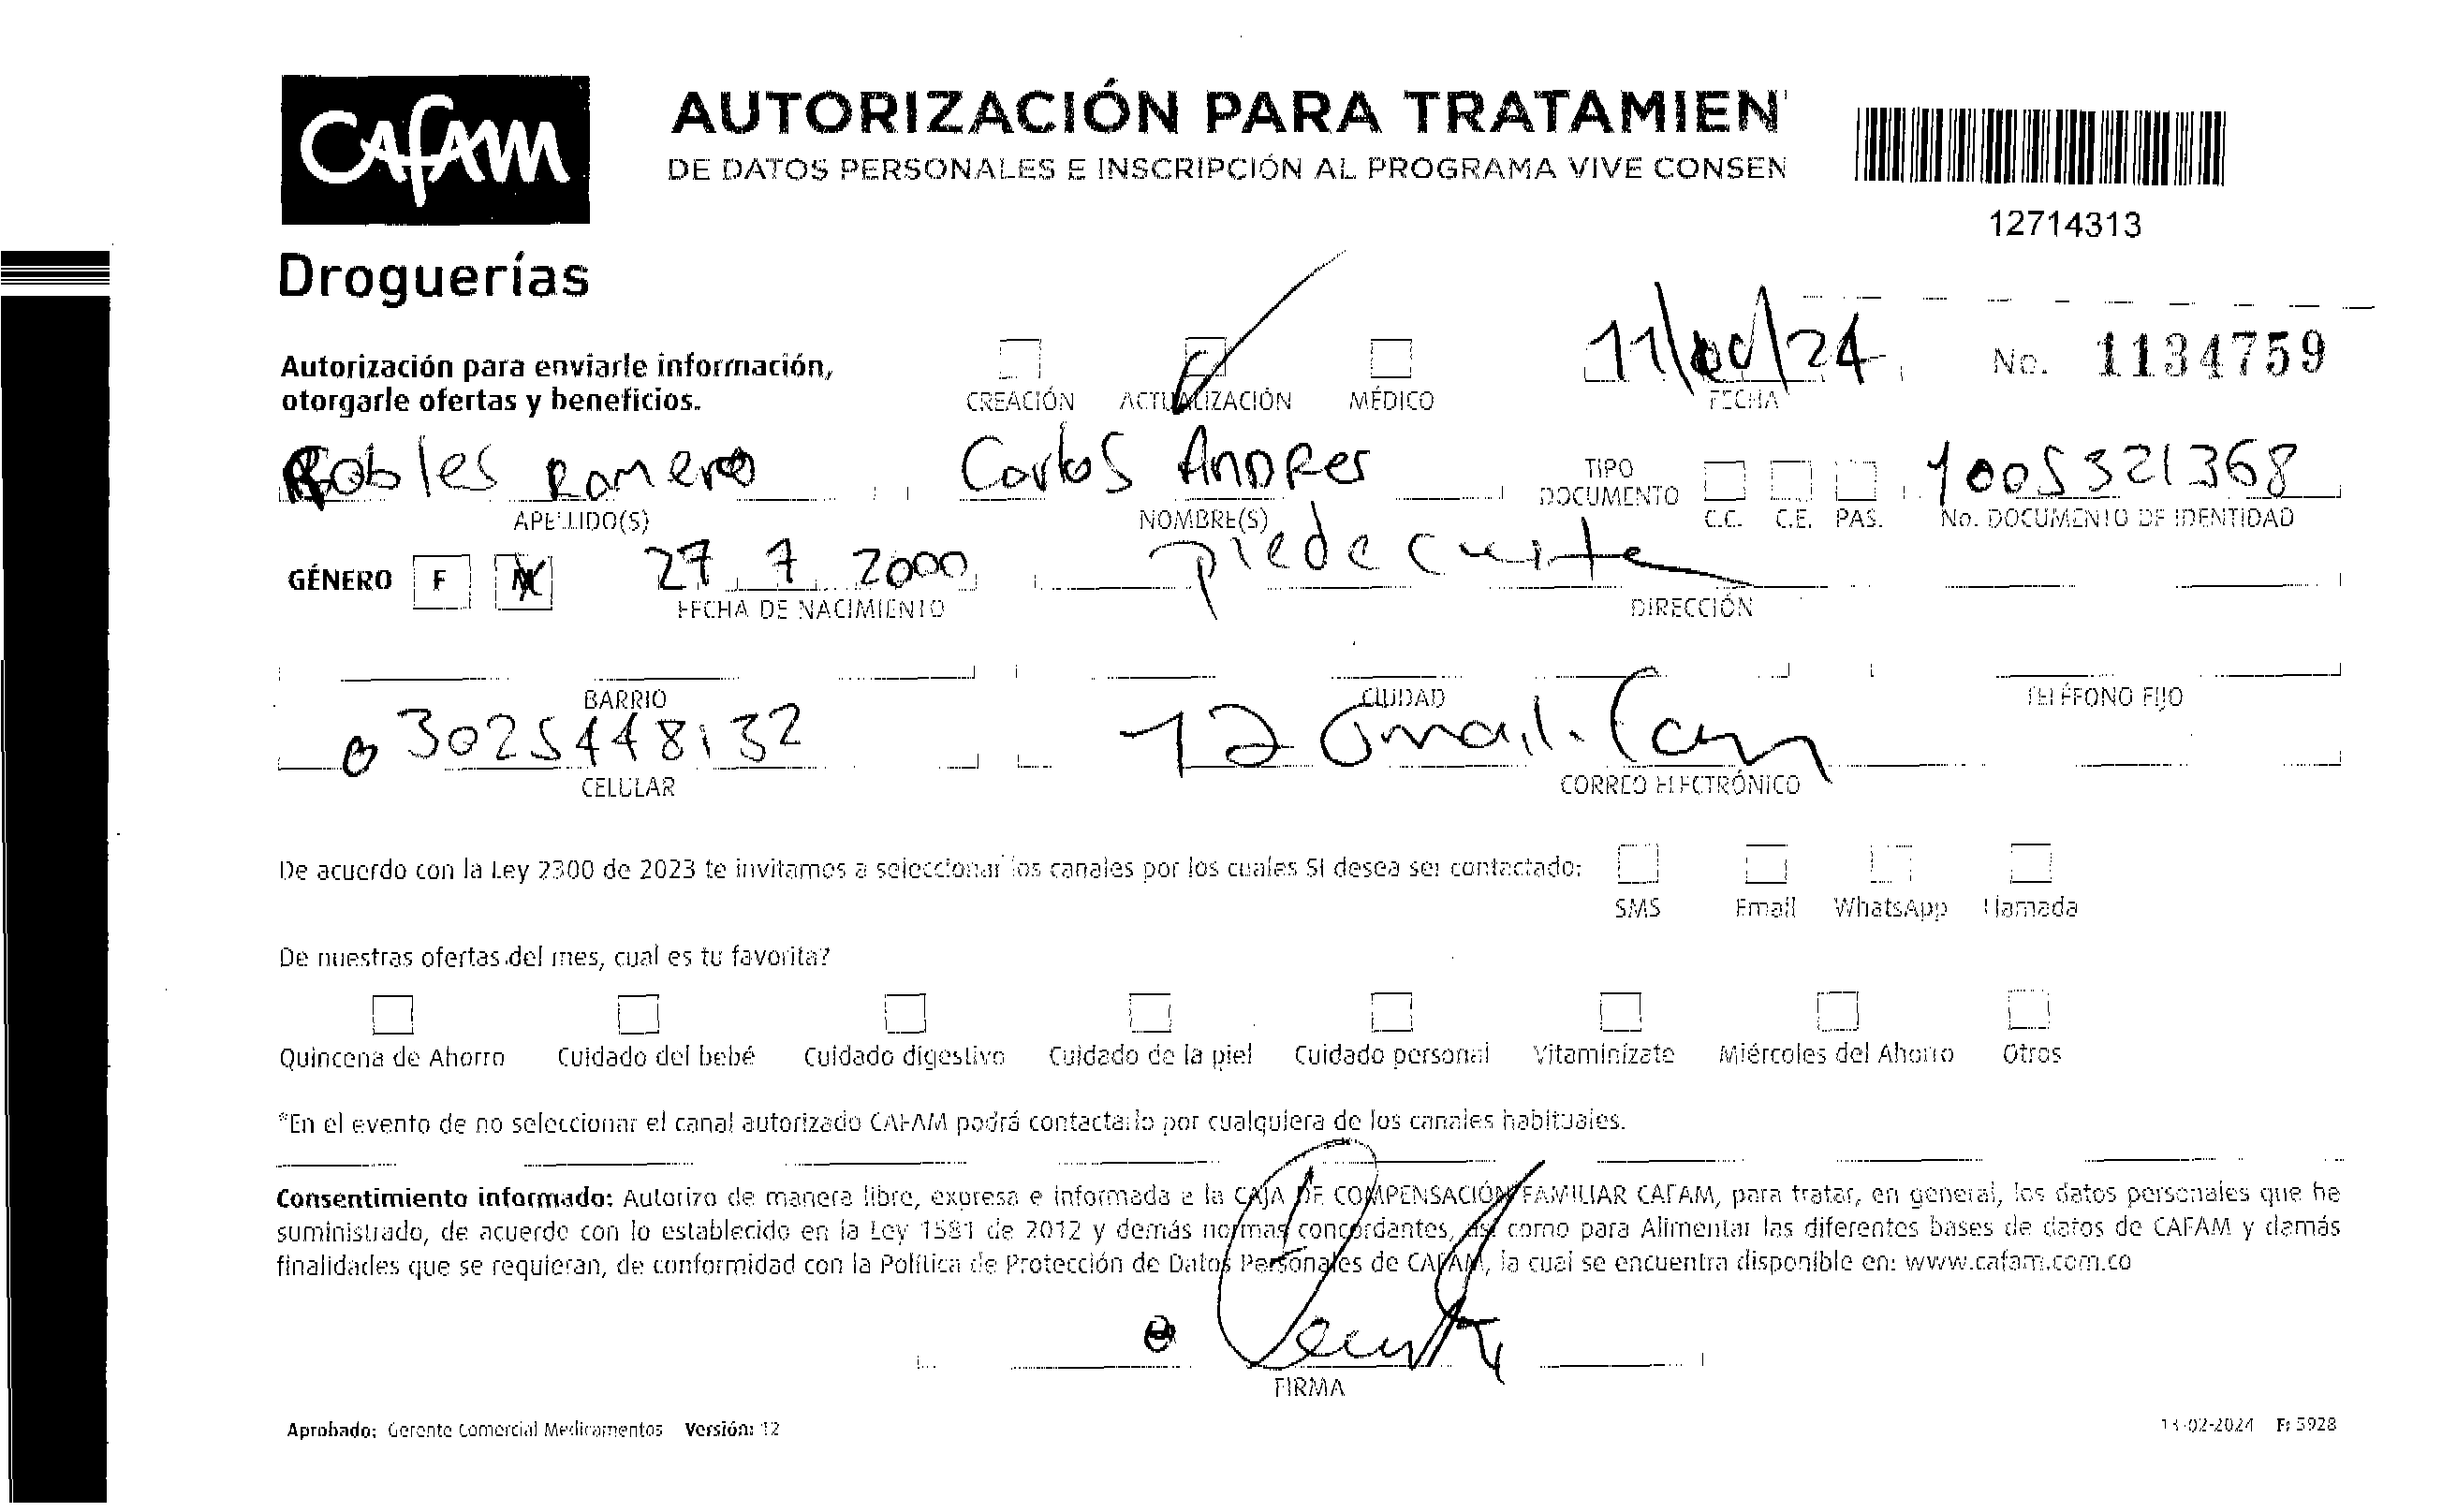 CAFAM
AUTORIZACIÓN PARA TRATAMIEN
DE DATOS PERSONALES E INSCRIPCIÓN AL PROGRAMA VIVE CONSEN
12714313
Droguerías
Autorización para enviarle información,
otorgarle ofertas y beneficios.
CREACIÓN ACTUALIZACIÓN MÉDICO
FECHA
No. 1134759
Robles Romero Carlos Andres
APELLIDO(S) NOMBRE(S)
TIPO
DOCUMENTO
C.C. C.E. PAS.
1005321368
No. DOCUMENTO DE IDENTIDAD
GÉNERO F M 27 7 2000 piedecuesta
FECHA DE NACIMIENTO DIRECCIÓN
BARRIO CIUDAD TELÉFONO FIJO
3025448132 Gmail.Com
CELULAR CORREO ELECTRÓNICO
De acuerdo con la Ley 2300 de 2023 te invitamos a seleccionar los canales por los cuales SI desea ser contactado:
SMS Email WhatsApp Llamada
De nuestras ofertas del mes, cual es tu favorita?
Quincena de Ahorro Cuidado del bebé Cuidado digestivo Cuidado de la piel Cuidado personal Vitaminízate Miércoles del Ahorro Otros
*En el evento de no seleccionar el canal autorizado CAFAM podrá contactarlo por cualquiera de los canales habituales.
Consentimiento informado: Autorizo de manera libre, expresa e informada a la CAJA DE COMPENSACIÓN FAMILIAR CAFAM, para tratar, en general, los datos personales que he
suministrado, de acuerdo con lo establecido en la Ley 1581 de 2012 y demás normas concordantes, así como para Alimentar las diferentes bases de datos de CAFAM y demás
finalidades que se requieran, de conformidad con la Política de Protección de Datos Personales de CAFAM, la cual se encuentra disponible en: www.cafam.com.co
FIRMA
Aprobado: Gerente Comercial Medicamentos Versión: 12
13-02-2024 F: 5928